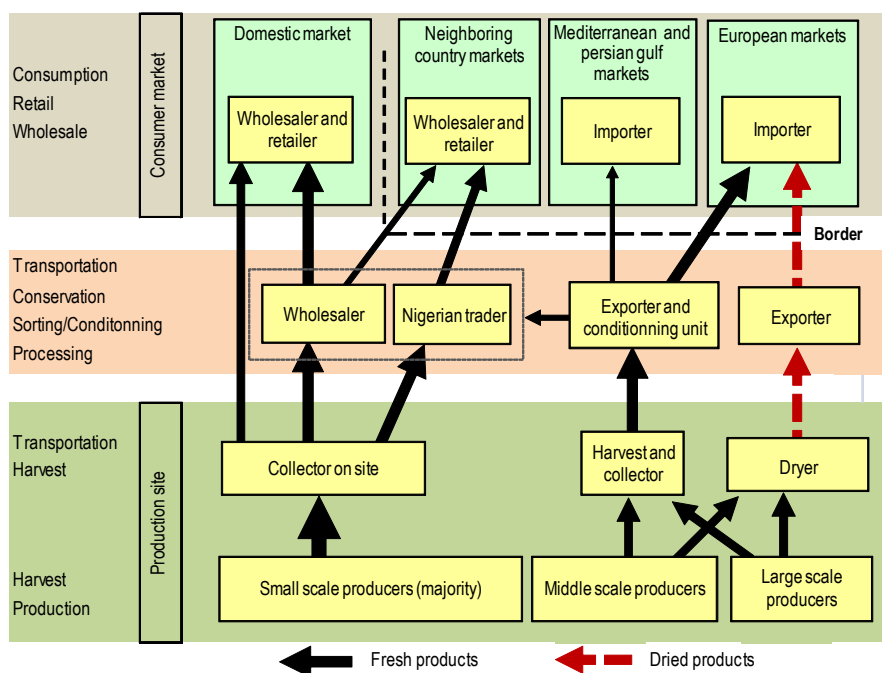 Domestic market
Neighboring
country markets
Mediterranean and
persian gulf
markets
European markets
Consumption
Retail
Wholesale
Consumer market
Wholesaler and
retailer
Wholesaler and
retailer
Importer
Importer
Border
Transportation
Conservation
Sorting/Conditonning
Processing
Wholesaler
Nigerian trader
Exporter and
conditionning unit
Exporter
Transportation
Harvest
Harvest
Production
Production site
Collector on site
Harvest and
collector
Dryer
Small scale producers (majority)
Middle scale producers
Large scale
producers
Fresh products
Dried products